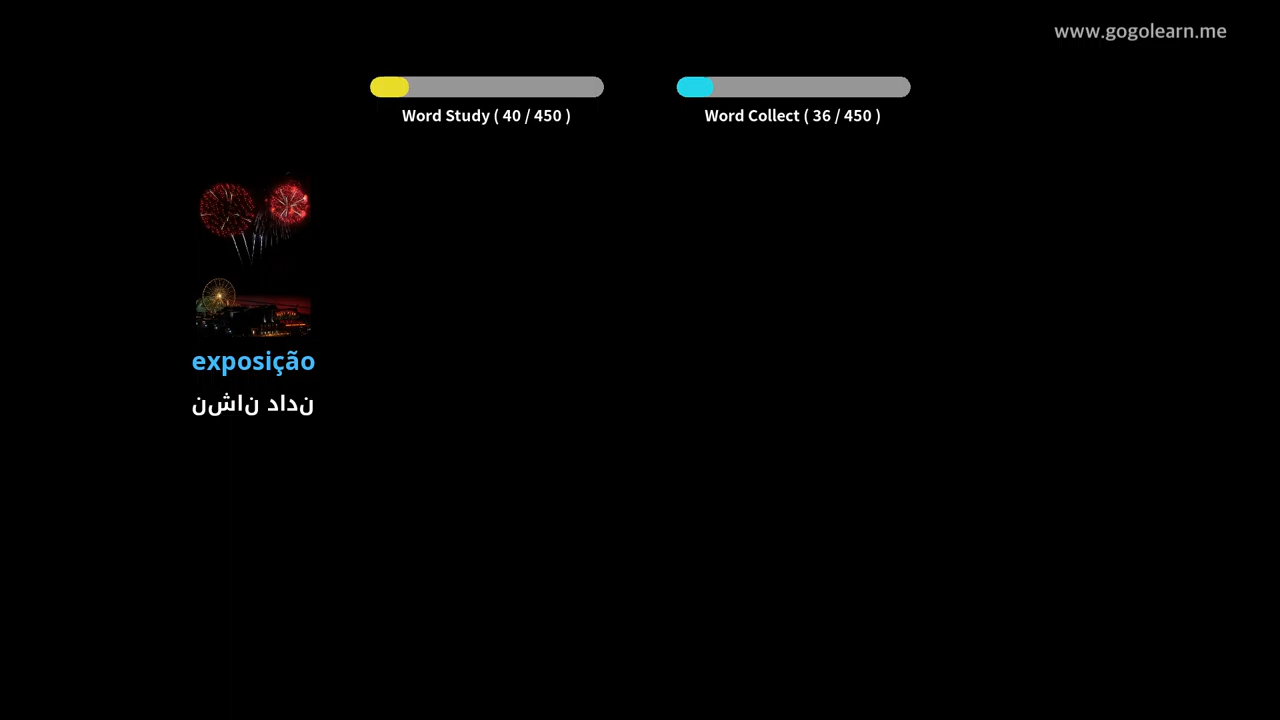 www.gogolearn.me
Word Study ( 40 / 450 )
Word Collect ( 36 / 450 )
exposição
نشان دادن